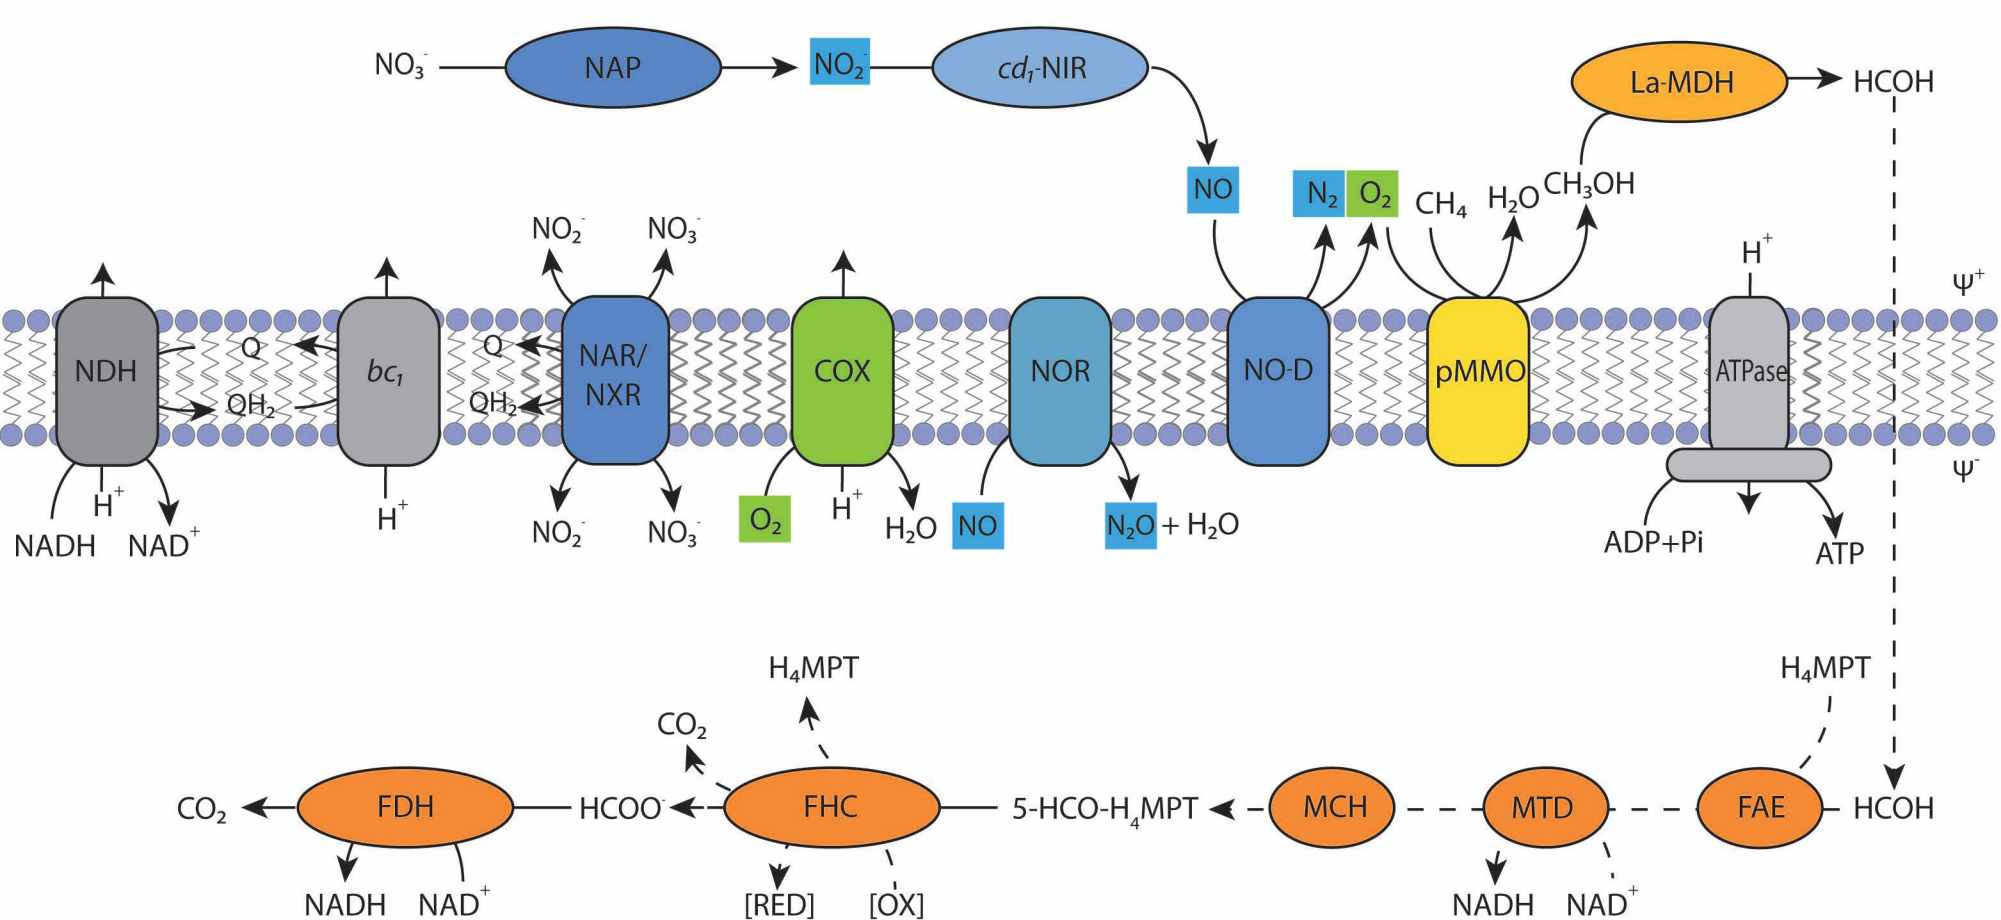 NO₃⁻ NAP NO₂⁻ cd₁-NIR La-MDH HCOH
NO N₂ O₂ CH₄ H₂O CH₃OH
NO₂⁻ NO₃⁻ H⁺
Ψ⁺
NDH Q bc₁ Q NAR/ COX NOR NO-D pMMO ATPase
QH₂ QH₂ NXR
Ψ⁻
H⁺ H⁺ O₂ H⁺ H₂O NO N₂O + H₂O
NADH NAD⁺ NO₂⁻ NO₃⁻ ADP+Pi ATP
H₄MPT H₄MPT
CO₂
CO₂ FDH HCOO⁻ FHC 5-HCO-H₄MPT MCH MTD FAE HCOH
NADH NAD⁺ [RED] [OX] NADH NAD⁺